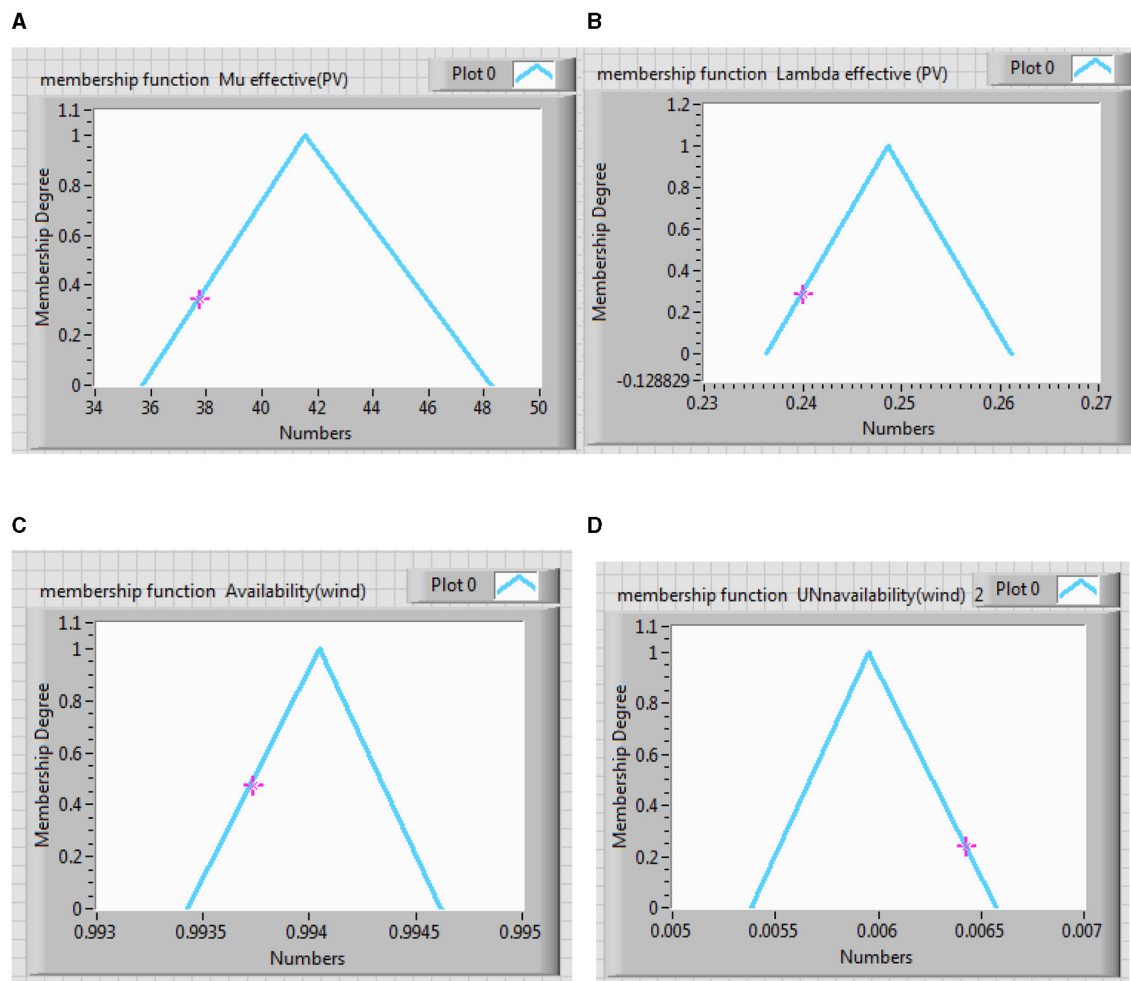 A
membership function Mu effective(PV)
Plot 0
1.1
1
0.8
0.6
0.4
0.2
0
Membership Degree
34 36 38 40 42 44 46 48 50
Numbers
B
membership function Lambda effective (PV)
Plot 0
1.2
1
0.8
0.6
0.4
0.2
0
-0.128829
Membership Degree
0.23 0.24 0.25 0.26 0.27
Numbers
C
membership function Availability(wind)
Plot 0
1.1
1
0.8
0.6
0.4
0.2
0
Membership Degree
0.993 0.9935 0.994 0.9945 0.995
Numbers
D
membership function UNnavailability(wind) 2
Plot 0
1.1
1
0.8
0.6
0.4
0.2
0
Membership Degree
0.005 0.0055 0.006 0.0065 0.007
Numbers